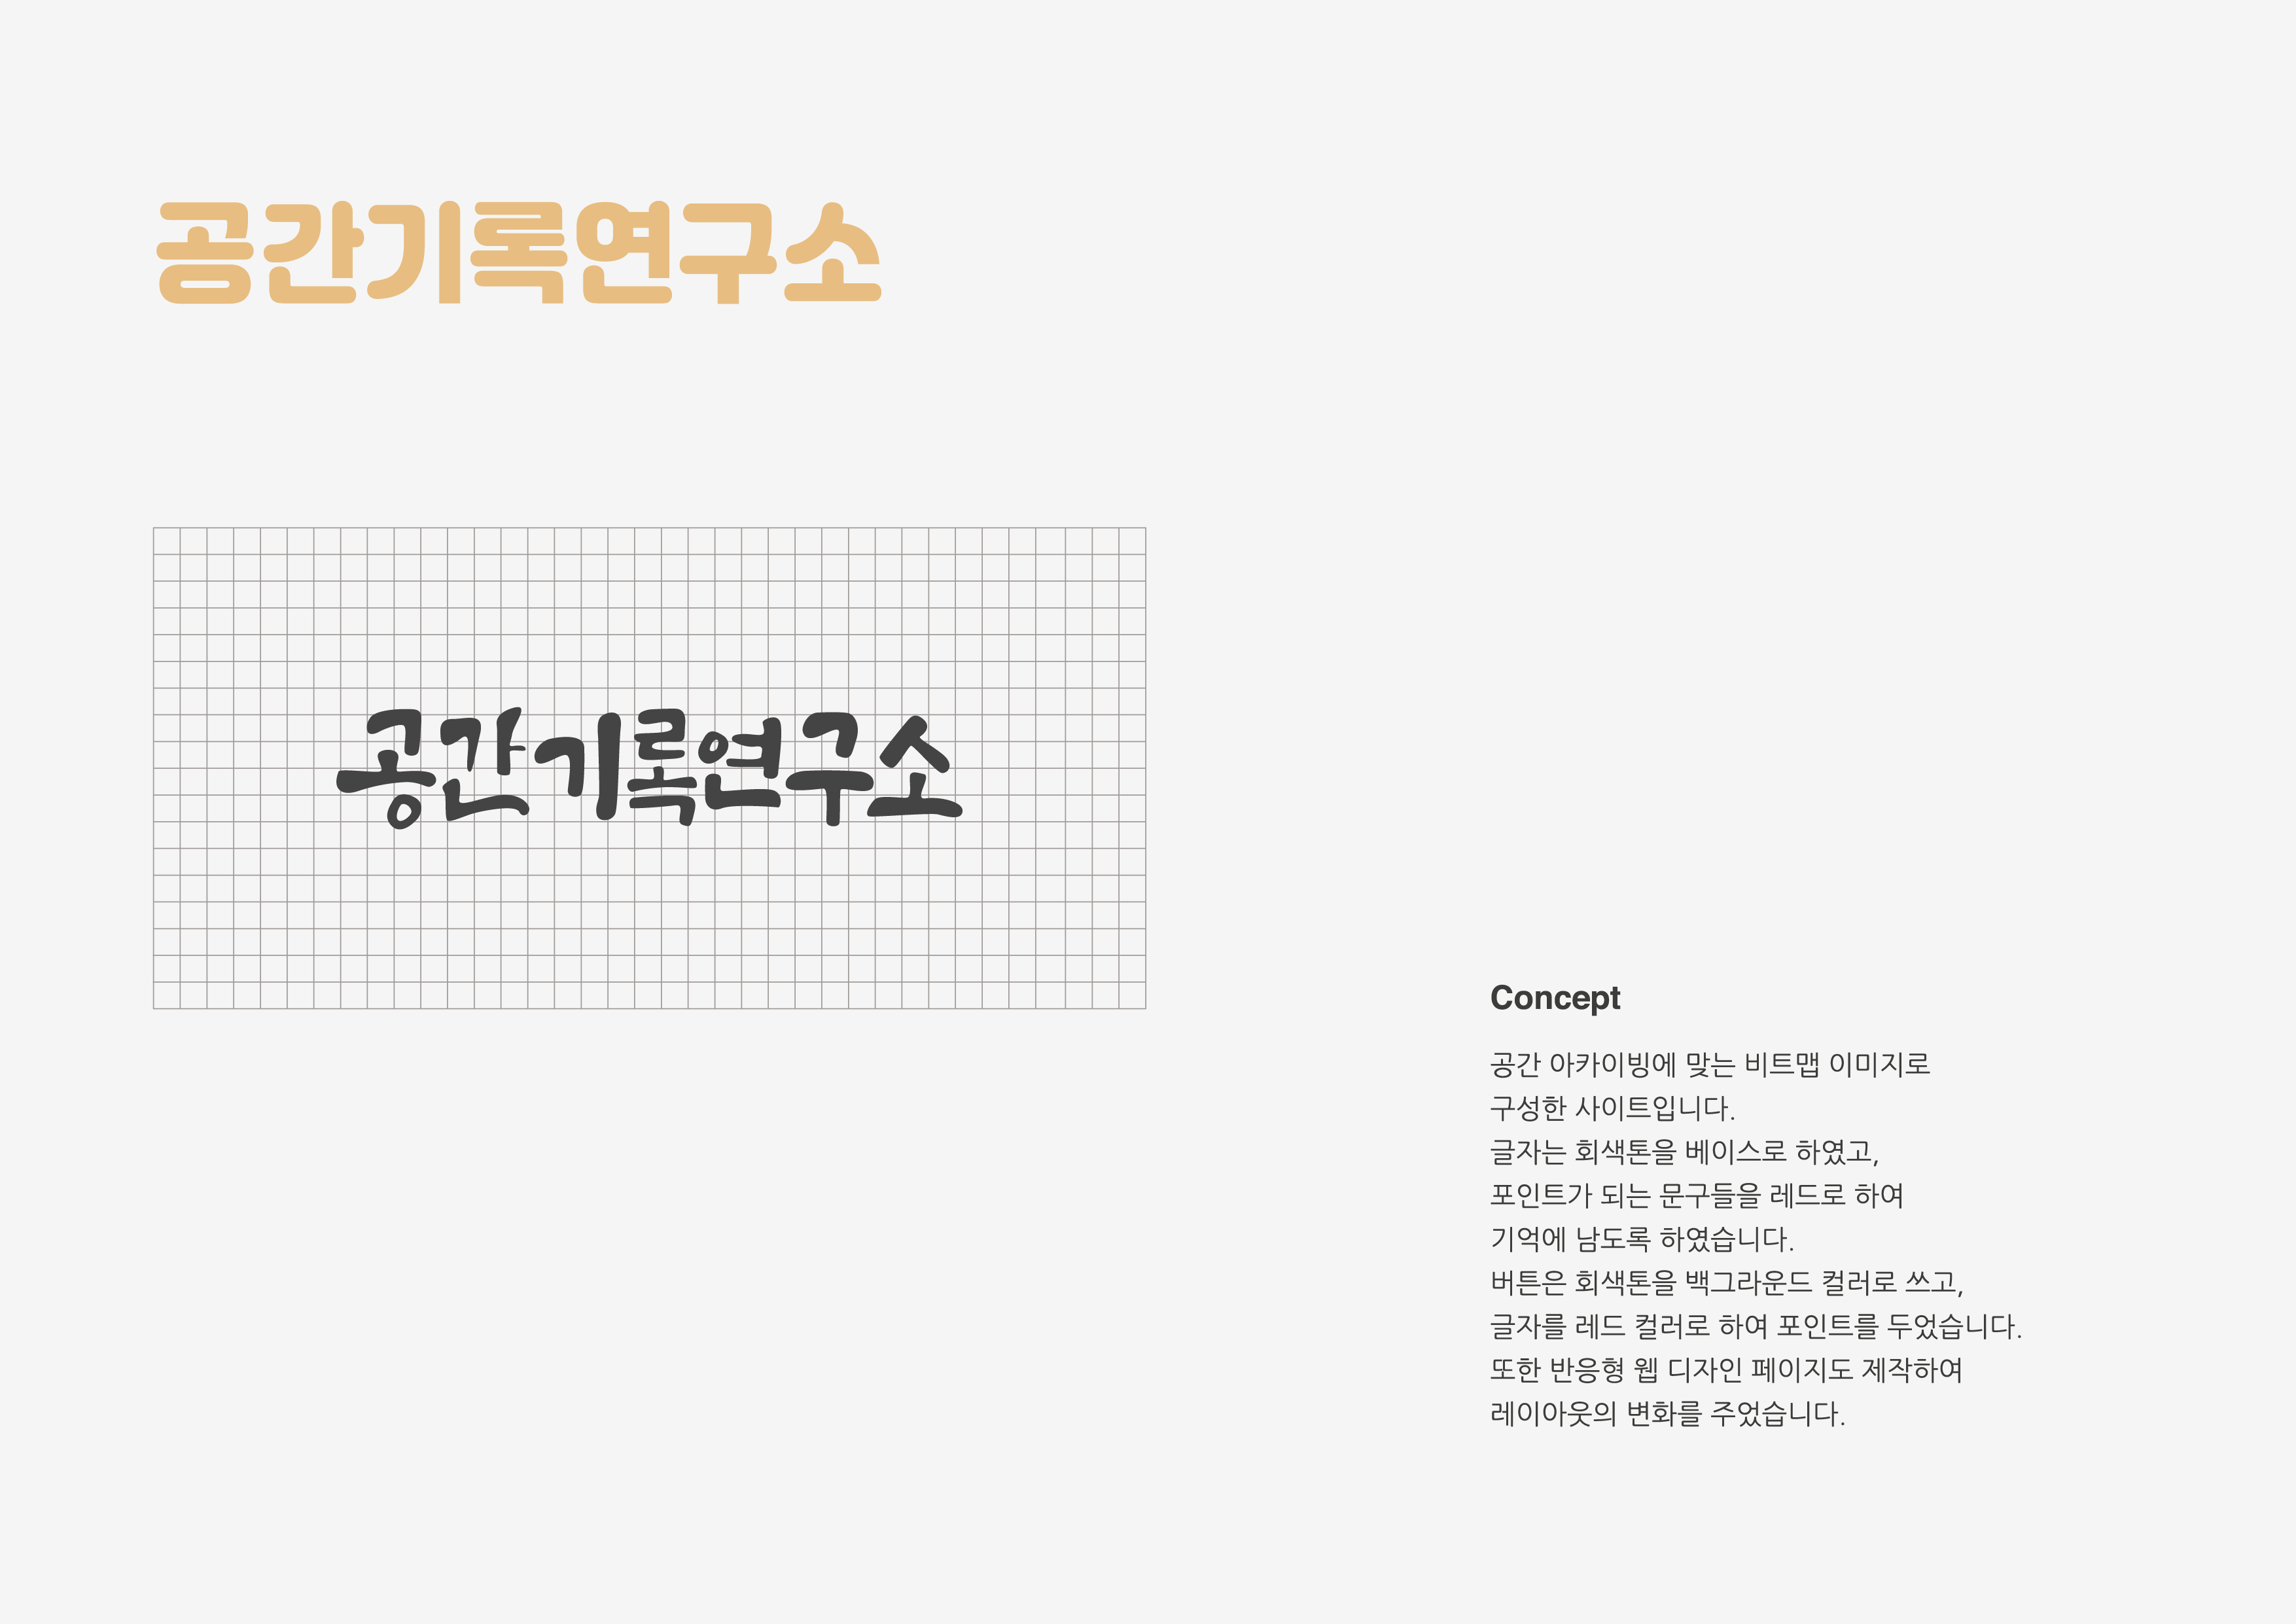 공간기록연구소
공간기록연구소
Concept
공간 아카이빙에 맞는 비트맵 이미지로
구성한 사이트입니다.
글자는 회색톤을 베이스로 하였고,
포인트가 되는 문구들을 레드로 하여
기억에 남도록 하였습니다.
버튼은 회색톤을 백그라운드 컬러로 쓰고,
글자를 레드 컬러로 하여 포인트를 두었습니다.
또한 반응형 웹 디자인 페이지도 제작하여
레이아웃의 변화를 주었습니다.